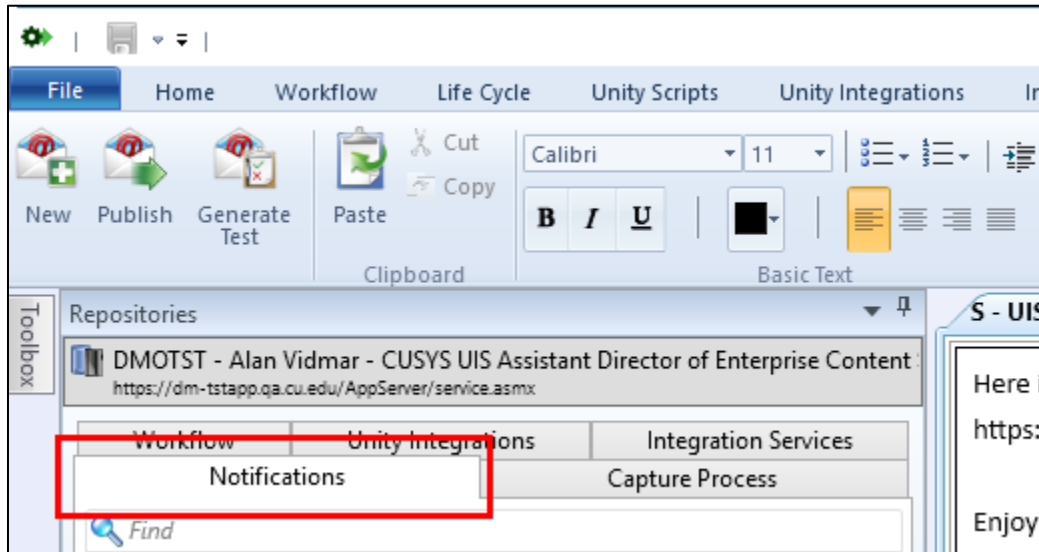 File Home Workflow Life Cycle Unity Scripts Unity Integrations
Cut
Calibri 11
Copy
B I U
New Publish Generate Test Paste
Clipboard Basic Text
Toolbox
Repositories
S - UIS
DMOTST - Alan Vidmar - CUSYS UIS Assistant Director of Enterprise Content
https://dm-tstapp.qa.cu.edu/AppServer/service.asmx
Here
https:
Workflow Unity Integrations Integration Services
Notifications Capture Process
Find
Enjoy